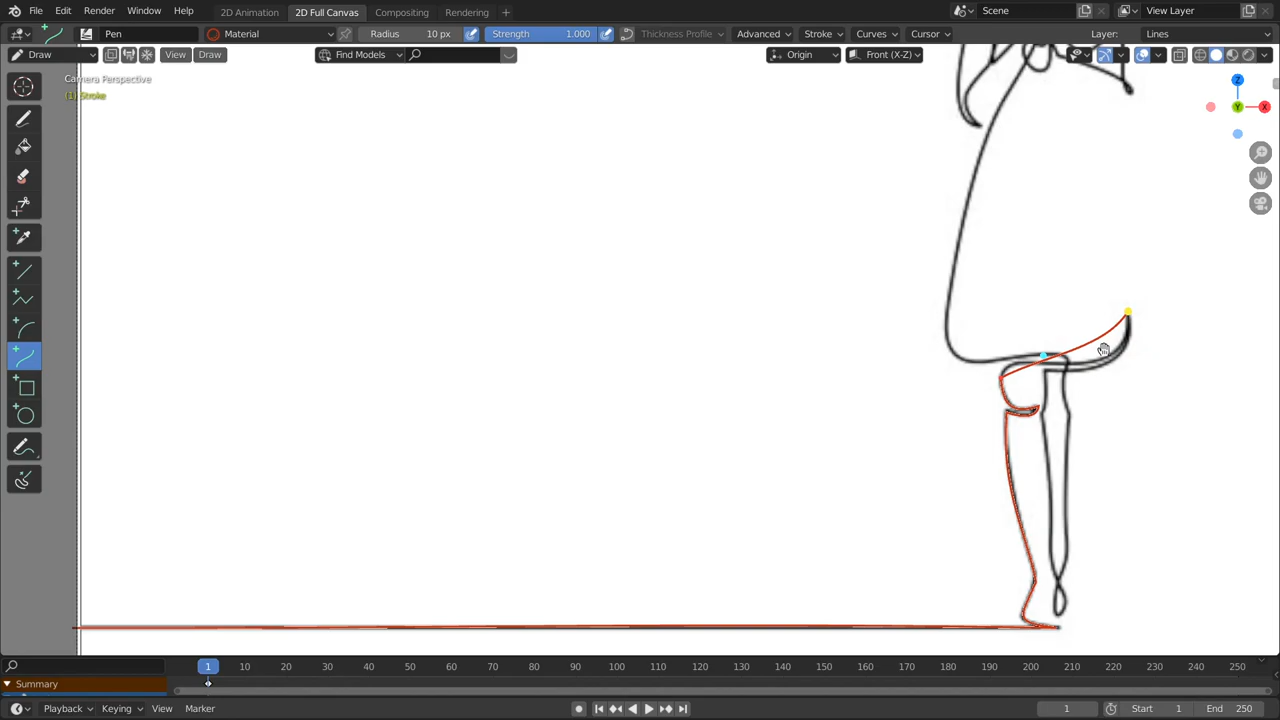 File Edit Render Window Help 2D Animation 2D Full Canvas Compositing Rendering + Scene View Layer
Pen Material Radius 10 px Strength 1.000 Thickness Profile Advanced Stroke Curves Cursor Layer: Lines
Draw View Draw Find Models Origin Front (X-Z)
Camera Perspective
(1) Stroke
Z
Y
X
1 10 20 30 40 50 60 70 80 90 100 110 120 130 140 150 160 170 180 190 200 210 220 230 240 250
Summary
Playback Keying View Marker 1 Start 1 End 250